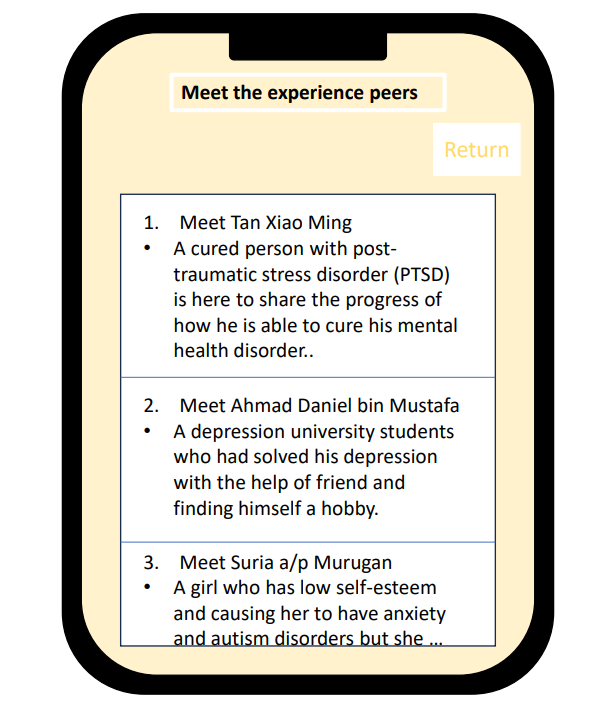 Meet the experience peers
Return
1. Meet Tan Xiao Ming
• A cured person with post-
traumatic stress disorder (PTSD)
is here to share the progress of
how he is able to cure his mental
health disorder..
2. Meet Ahmad Daniel bin Mustafa
• A depression university students
who had solved his depression
with the help of friend and
finding himself a hobby.
3. Meet Suria a/p Murugan
• A girl who has low self-esteem
and causing her to have anxiety
and autism disorders but she ...